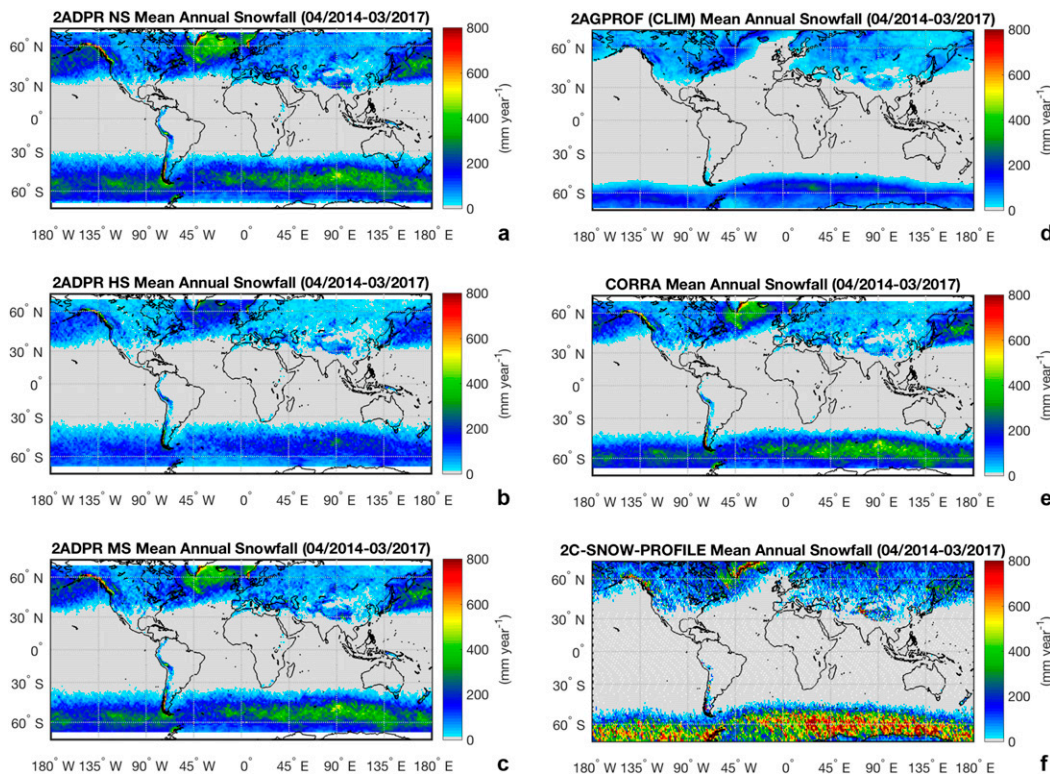 2ADPR NS Mean Annual Snowfall (04/2014-03/2017)
800
60° N
600
30° N
0°
400
30° S
200
60° S
0
(mm year⁻¹)
180° W 135° W 90° W 45° W 0° 45° E 90° E 135° E 180° E
a
2AGPROF (CLIM) Mean Annual Snowfall (04/2014-03/2017)
800
60° N
600
30° N
0°
400
30° S
200
60° S
0
(mm year⁻¹)
180° W 135° W 90° W 45° W 0° 45° E 90° E 135° E 180° E
d
2ADPR HS Mean Annual Snowfall (04/2014-03/2017)
800
60° N
600
30° N
0°
400
30° S
200
60° S
0
(mm year⁻¹)
180° W 135° W 90° W 45° W 0° 45° E 90° E 135° E 180° E
b
CORRA Mean Annual Snowfall (04/2014-03/2017)
800
60° N
600
30° N
0°
400
30° S
200
60° S
0
(mm year⁻¹)
180° W 135° W 90° W 45° W 0° 45° E 90° E 135° E 180° E
e
2ADPR MS Mean Annual Snowfall (04/2014-03/2017)
800
60° N
600
30° N
0°
400
30° S
200
60° S
0
(mm year⁻¹)
180° W 135° W 90° W 45° W 0° 45° E 90° E 135° E 180° E
c
2C-SNOW-PROFILE Mean Annual Snowfall (04/2014-03/2017)
800
60° N
600
30° N
0°
400
30° S
200
60° S
0
(mm year⁻¹)
180° W 135° W 90° W 45° W 0° 45° E 90° E 135° E 180° E
f